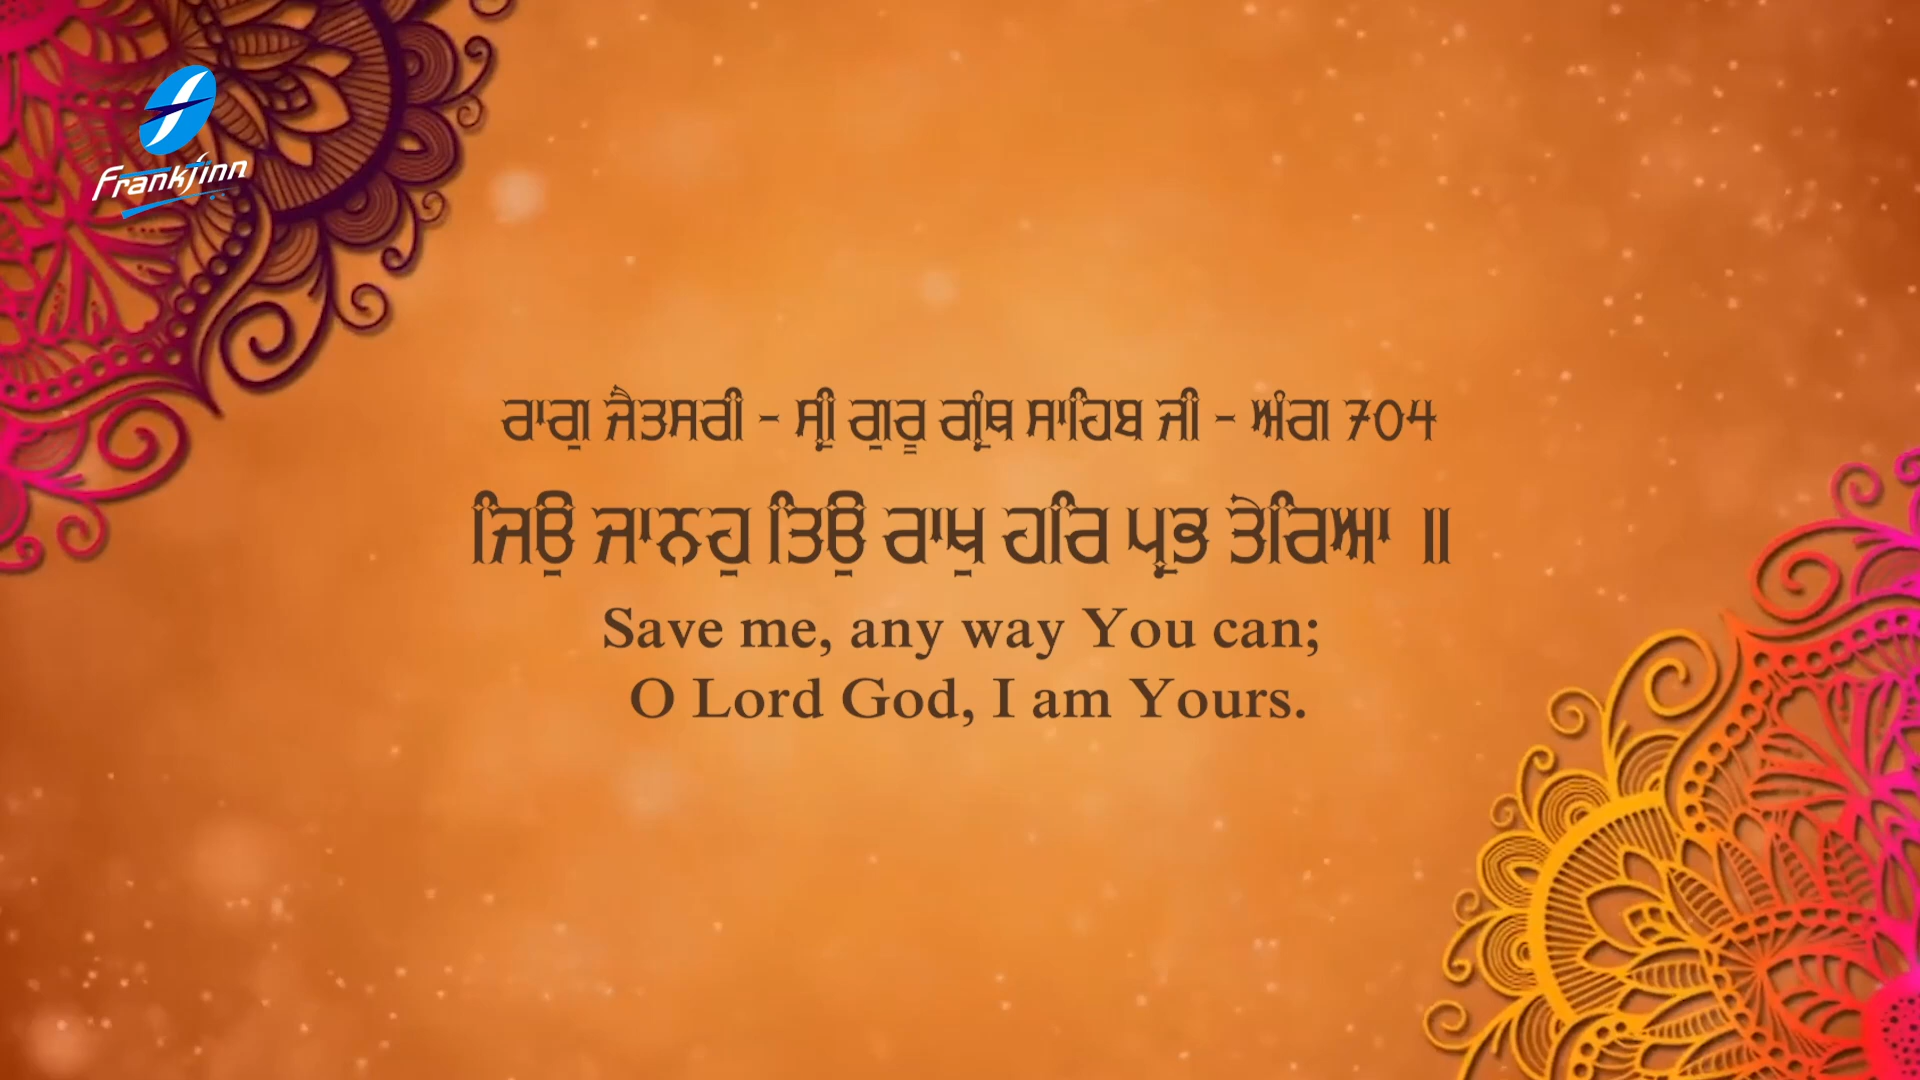 Frankfinn
ਰਾਗੁ ਜੈਤਸਰੀ - ਸ੍ਰੀ ਗੁਰੂ ਗ੍ਰੰਥ ਸਾਹਿਬ ਜੀ - ਅੰਗ 704
ਜਿਉ ਜਾਨਹੁ ਤਿਉ ਰਾਖੁ ਹਰਿ ਪ੍ਰਭ ਤੇਰਿਆ ॥
Save me, any way You can;
O Lord God, I am Yours.